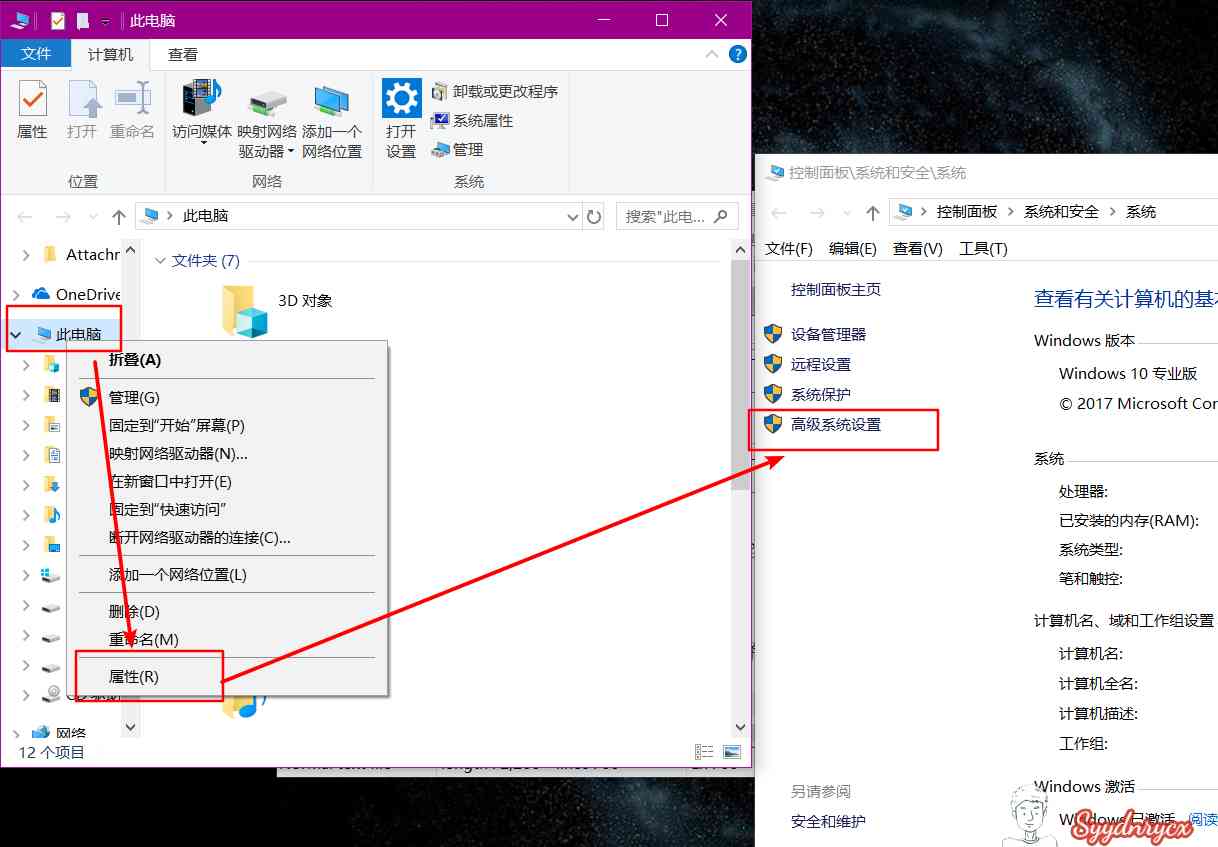 此电脑
文件 计算机 查看
属性 打开 重命名
访问媒体 映射网络驱动器 添加一个网络位置
打开设置
卸载或更改程序
系统属性
管理
位置 网络 系统
此电脑
搜索"此电...
Attachr
OneDrive
此电脑
文件夹 (7)
3D 对象
折叠(A)
管理(G)
固定到"开始"屏幕(P)
映射网络驱动器(N)...
在新窗口中打开(E)
固定到"快速访问"
断开网络驱动器的连接(C)...
添加一个网络位置(L)
删除(D)
重命名(M)
属性(R)
网络
12 个项目
控制面板\系统和安全\系统
控制面板 系统和安全 系统
文件(F) 编辑(E) 查看(V) 工具(T)
控制面板主页
设备管理器
远程设置
系统保护
高级系统设置
另请参阅
安全和维护
查看有关计算机的基本
Windows 版本
Windows 10 专业版
© 2017 Microsoft Cor
系统
处理器:
已安装的内存(RAM):
系统类型:
笔和触控:
计算机名、域和工作组设置
计算机名:
计算机全名:
计算机描述:
工作组:
Windows 激活
Windows 已激活 阅读
Syydnrycx